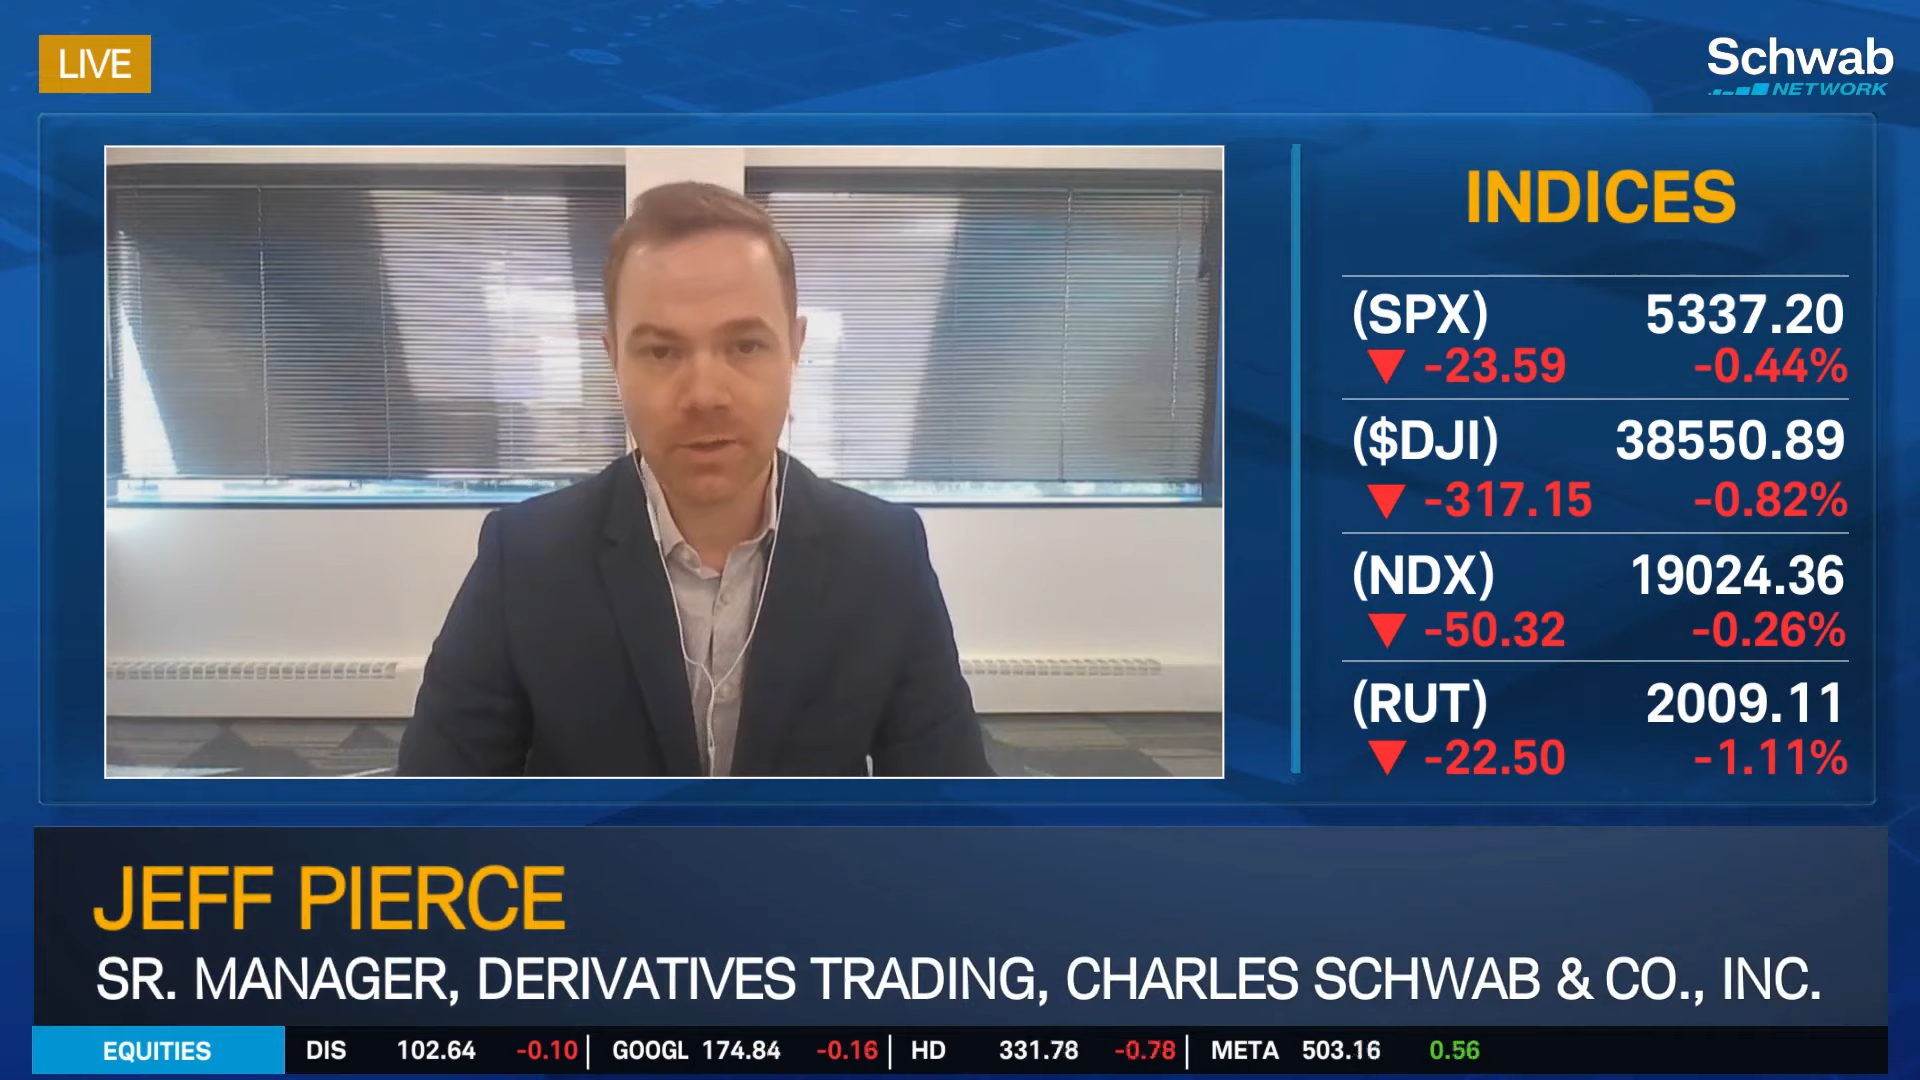 LIVE
Schwab
NETWORK
INDICES
(SPX) 5337.20
▼ -23.59 -0.44%
($DJI) 38550.89
▼ -317.15 -0.82%
(NDX) 19024.36
▼ -50.32 -0.26%
(RUT) 2009.11
▼ -22.50 -1.11%
JEFF PIERCE
SR. MANAGER, DERIVATIVES TRADING, CHARLES SCHWAB & CO., INC.
EQUITIES DIS 102.64 -0.10 | GOOGL 174.84 -0.16 | HD 331.78 -0.78 | META 503.16 0.56